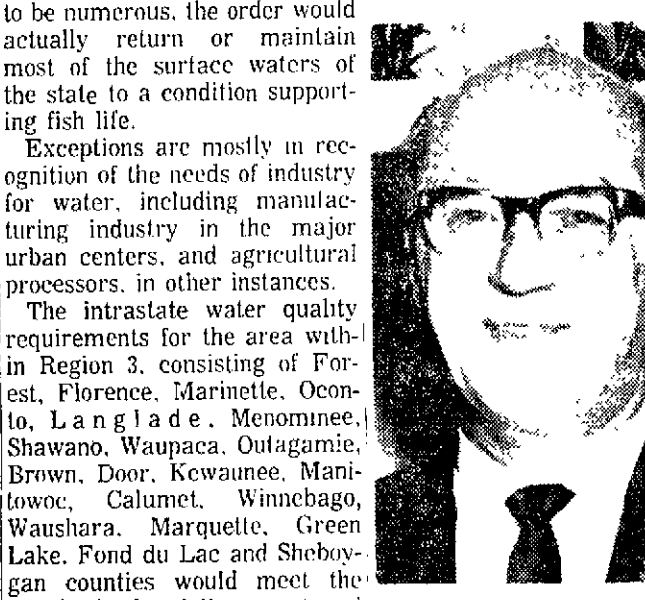 to be numerous, the order would
actually return or maintain
most of the surface waters of
the state to a condition support-
ing fish life.
Exceptions are mostly in rec-
ognition of the needs of industry
for water, including manufac-
turing industry in the major
urban centers, and agricultural
processors, in other instances.
The intrastate water quality
requirements for the area with-
in Region 3, consisting of For-
est, Florence, Marinette, Ocon-
to, Langlade, Menominee,
Shawano, Waupaca, Outagamie,
Brown, Door, Kewaunee, Mani-
towoc, Calumet, Winnebago,
Waushara, Marquette, Green
Lake, Fond du Lac and Sheboy-
gan counties would meet the